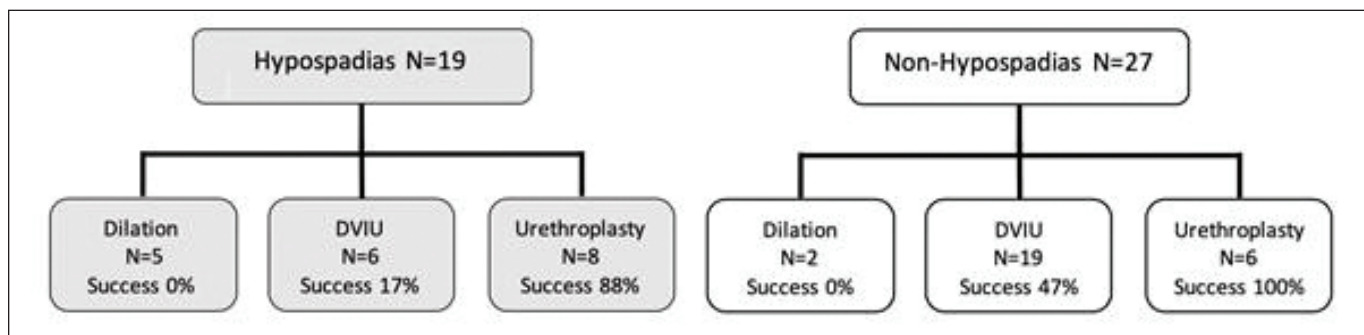 Hypospadias N=19
Non-Hypospadias N=27
Dilation
N=5
Success 0%
DVIU
N=6
Success 17%
Urethroplasty
N=8
Success 88%
Dilation
N=2
Success 0%
DVIU
N=19
Success 47%
Urethroplasty
N=6
Success 100%